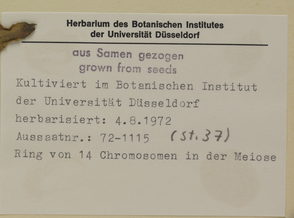 Herbarium des Botanischen Institutes
der Universität Düsseldorf
aus Samen gezogen
grown from seeds
Kultiviert im Botanischen Institut
der Universität Düsseldorf
herbarisiert: 4.8.1972
Aussaatnr.: 72-1115 (St. 37)
Ring von 14 Chromosomen in der Meiose